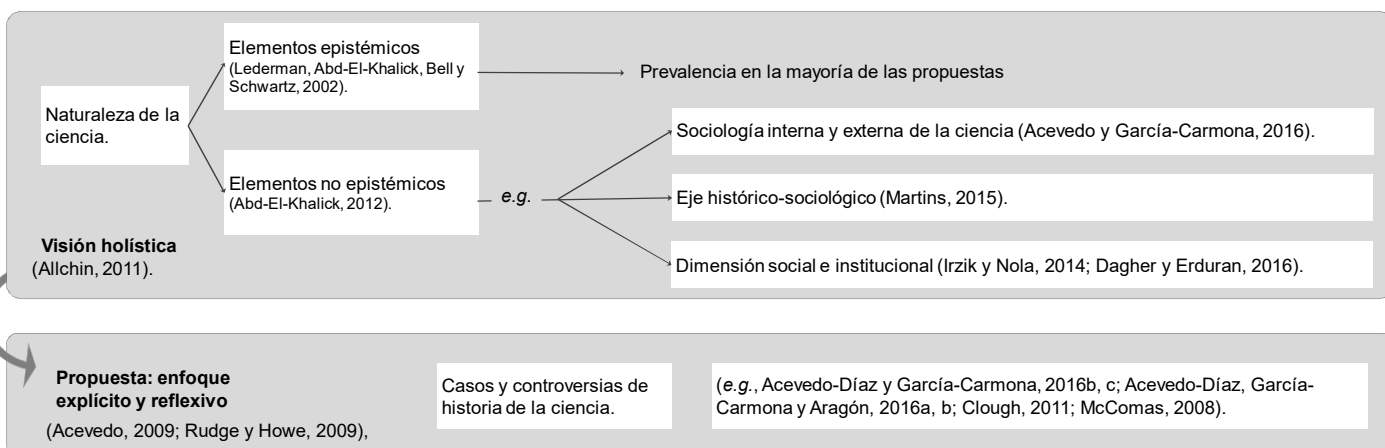 Elementos epistémicos
(Lederman, Abd-El-Khalick, Bell y
Schwartz, 2002).
Prevalencia en la mayoría de las propuestas
Naturaleza de la
ciencia.
Sociología interna y externa de la ciencia (Acevedo y García-Carmona, 2016).
Elementos no epistémicos
(Abd-El-Khalick, 2012).
e.g.
Eje histórico-sociológico (Martins, 2015).
Visión holística
(Allchin, 2011).
Dimensión social e institucional (Irzik y Nola, 2014; Dagher y Erduran, 2016).
Propuesta: enfoque
explícito y reflexivo
(Acevedo, 2009; Rudge y Howe, 2009),
Casos y controversias de
historia de la ciencia.
(e.g., Acevedo-Díaz y García-Carmona, 2016b, c; Acevedo-Díaz, García-
Carmona y Aragón, 2016a, b; Clough, 2011; McComas, 2008).